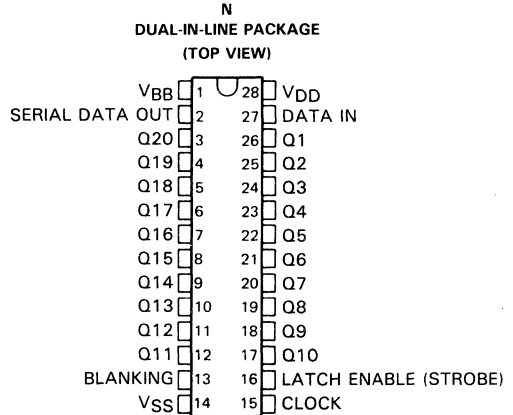 N
DUAL-IN-LINE PACKAGE
(TOP VIEW)
VBB 1 28 VDD
SERIAL DATA OUT 2 27 DATA IN
Q20 3 26 Q1
Q19 4 25 Q2
Q18 5 24 Q3
Q17 6 23 Q4
Q16 7 22 Q5
Q15 8 21 Q6
Q14 9 20 Q7
Q13 10 19 Q8
Q12 11 18 Q9
Q11 12 17 Q10
BLANKING 13 16 LATCH ENABLE (STROBE)
VSS 14 15 CLOCK